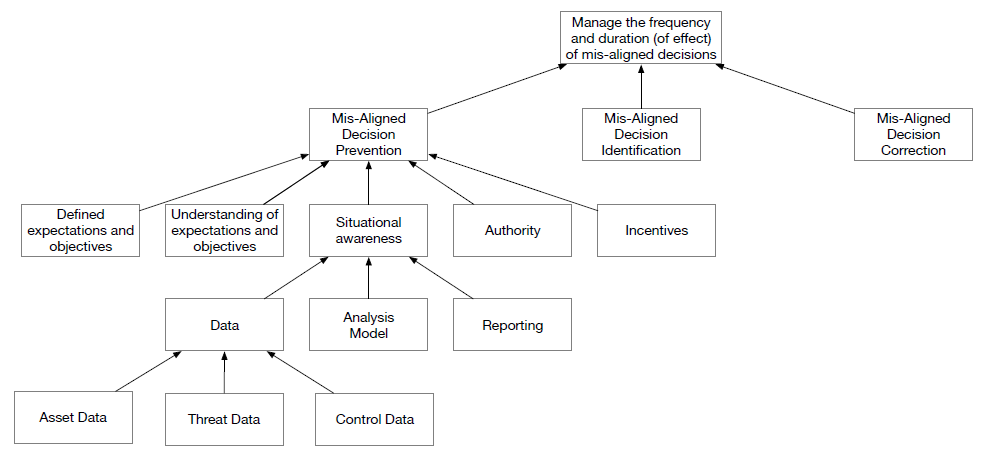 Manage the frequency
and duration (of effect)
of mis-aligned decisions
Mis-Aligned
Decision
Prevention
Mis-Aligned
Decision
Identification
Mis-Aligned
Decision
Correction
Defined
expectations and
objectives
Understanding of
expectations and
objectives
Situational
awareness
Authority
Incentives
Data
Analysis
Model
Reporting
Asset Data
Threat Data
Control Data